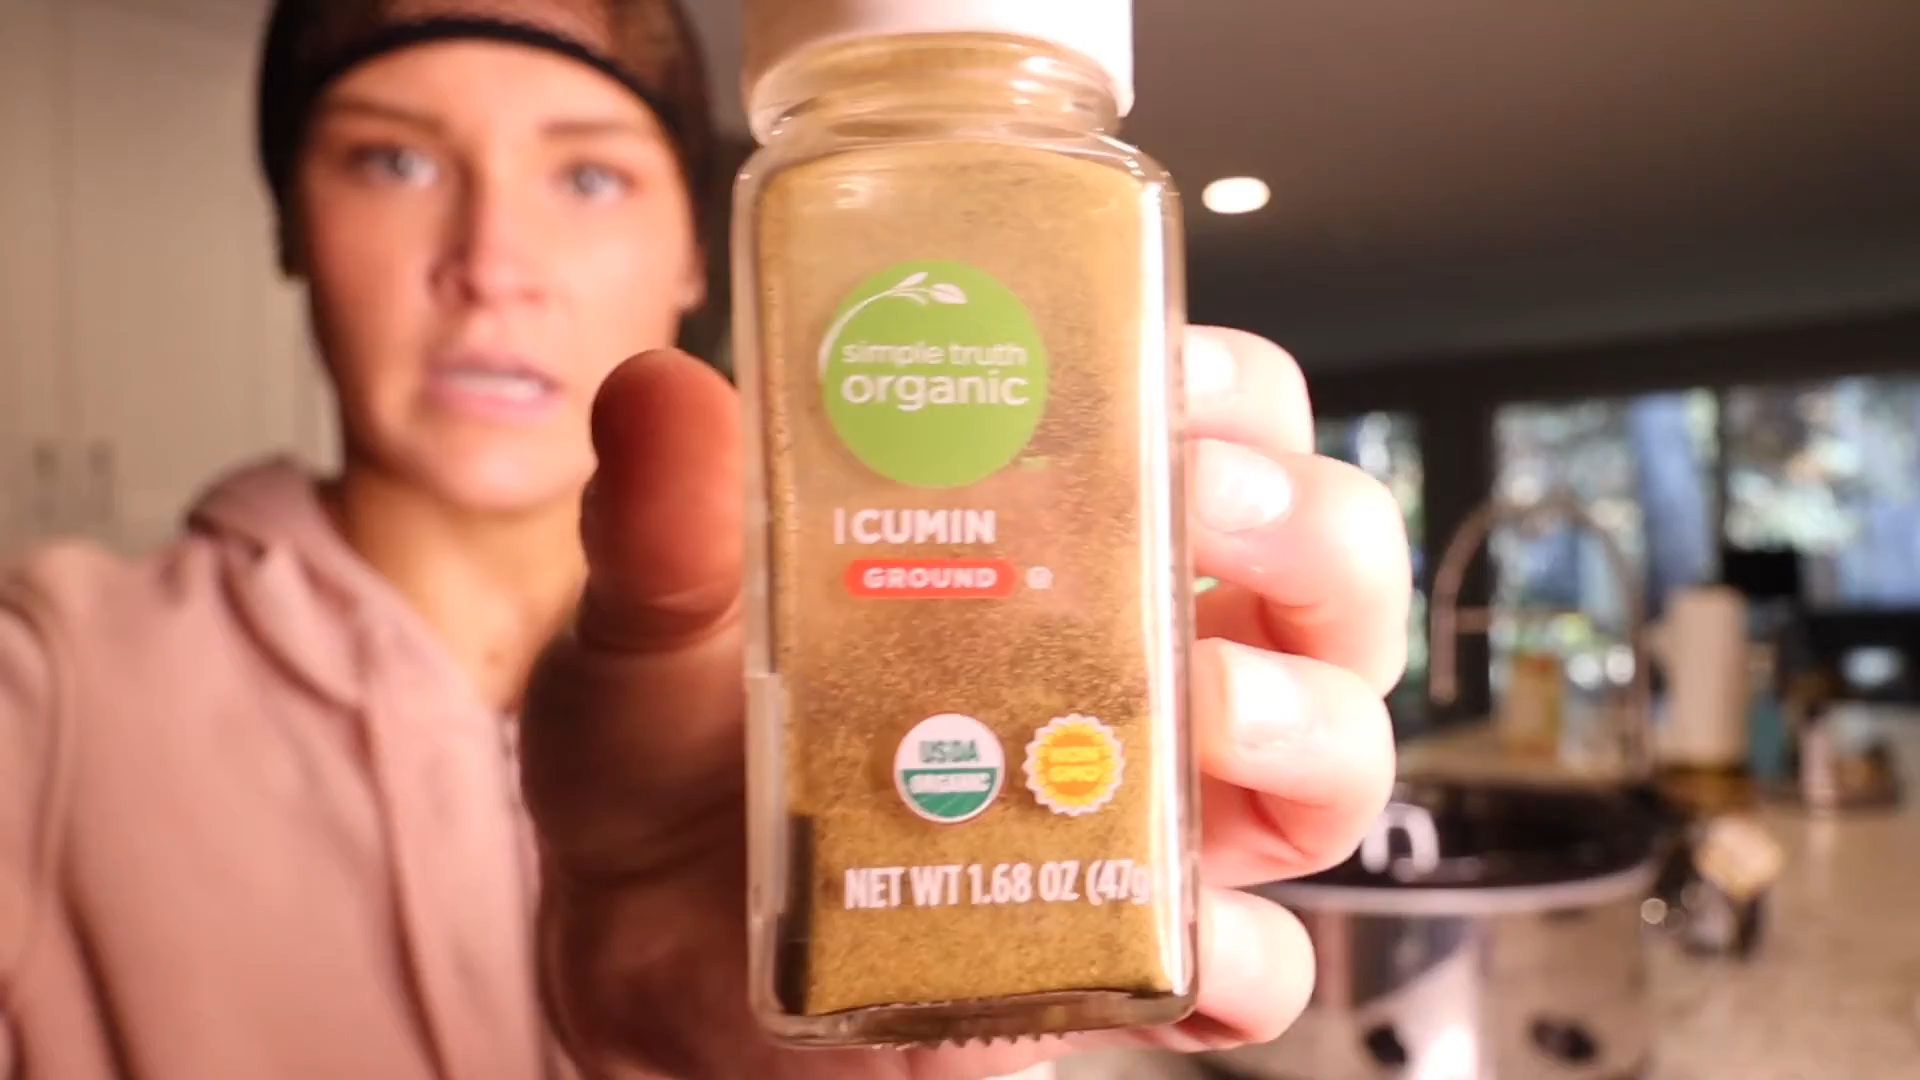 simple truth
organic
CUMIN
GROUND
USDA
ORGANIC
NET WT 1.68 OZ (47g